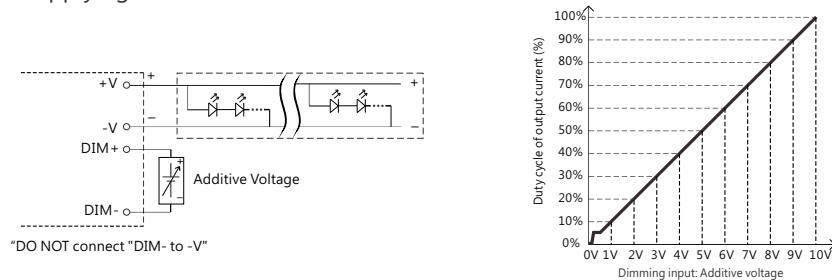 +V
+
-V
−
DIM+
+
−
DIM-
Additive Voltage
+
−
"DO NOT connect "DIM- to -V"
Duty cycle of output current (%)
100%
90%
80%
70%
60%
50%
40%
30%
20%
10%
0%
0V 1V 2V 3V 4V 5V 6V 7V 8V 9V 10V
Dimming input: Additive voltage